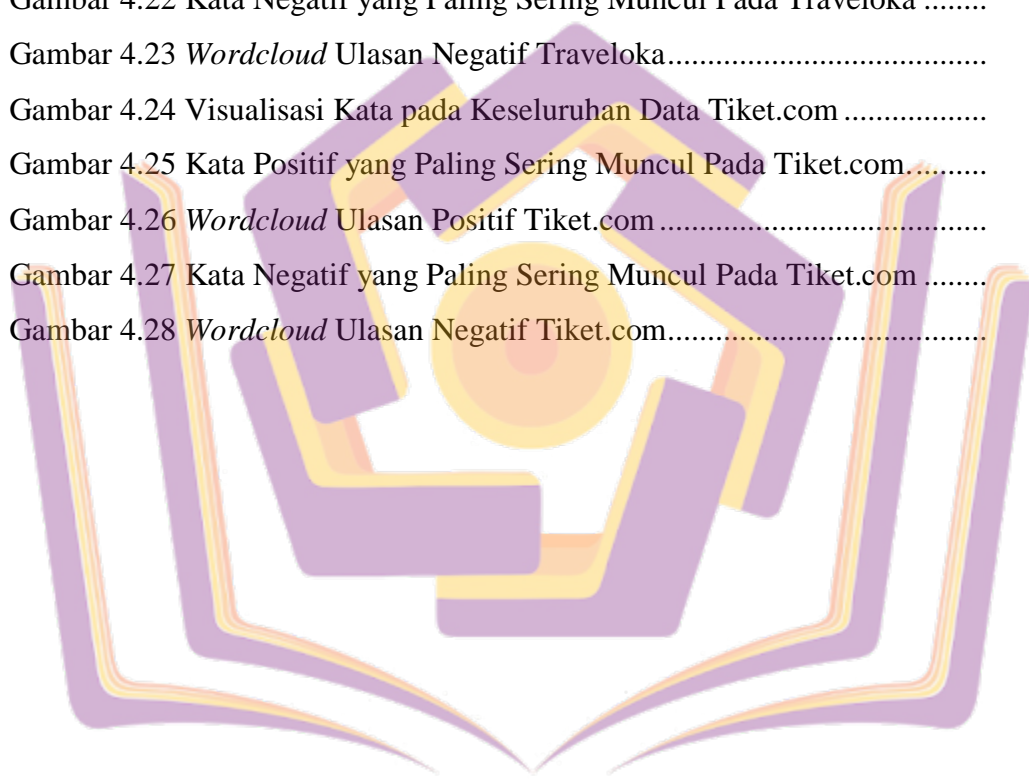 Gambar 4.22 Kata Negatif yang Paling Sering Muncul Pada Traveloka ........
Gambar 4.23 Wordcloud Ulasan Negatif Traveloka........................................
Gambar 4.24 Visualisasi Kata pada Keseluruhan Data Tiket.com ..................
Gambar 4.25 Kata Positif yang Paling Sering Muncul Pada Tiket.com..........
Gambar 4.26 Wordcloud Ulasan Positif Tiket.com .........................................
Gambar 4.27 Kata Negatif yang Paling Sering Muncul Pada Tiket.com ........
Gambar 4.28 Wordcloud Ulasan Negatif Tiket.com........................................